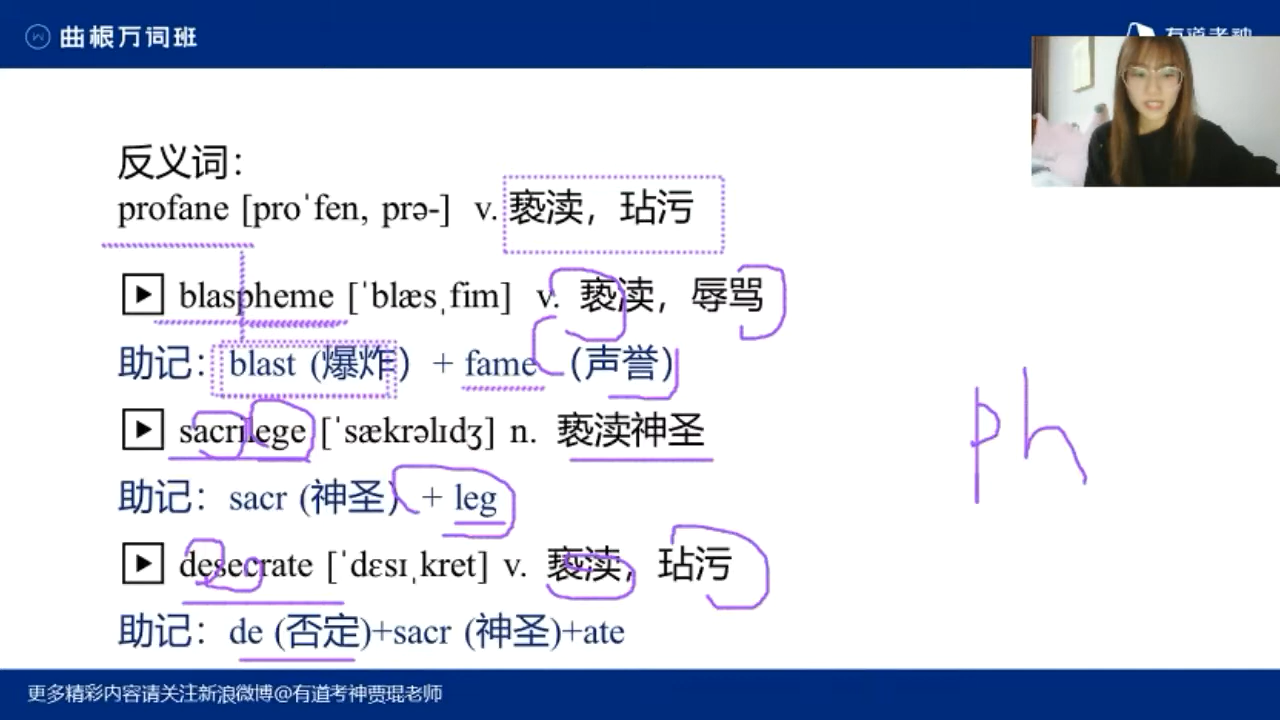 曲根万词班
有道考神
反义词：
profane [proˈfen, prə-] v. 亵渎，玷污
blaspheme [ˈblæsˌfim] v. 亵渎，辱骂
助记：blast (爆炸） + fame （声誉）
sacrilege [ˈsækrəlɪdʒ] n. 亵渎神圣
助记：sacr (神圣） + leg
desecrate [ˈdɛsɪˌkret] v. 亵渎，玷污
助记：de (否定)+sacr (神圣)+ate
ph
更多精彩内容请关注新浪微博@有道考神贾琨老师